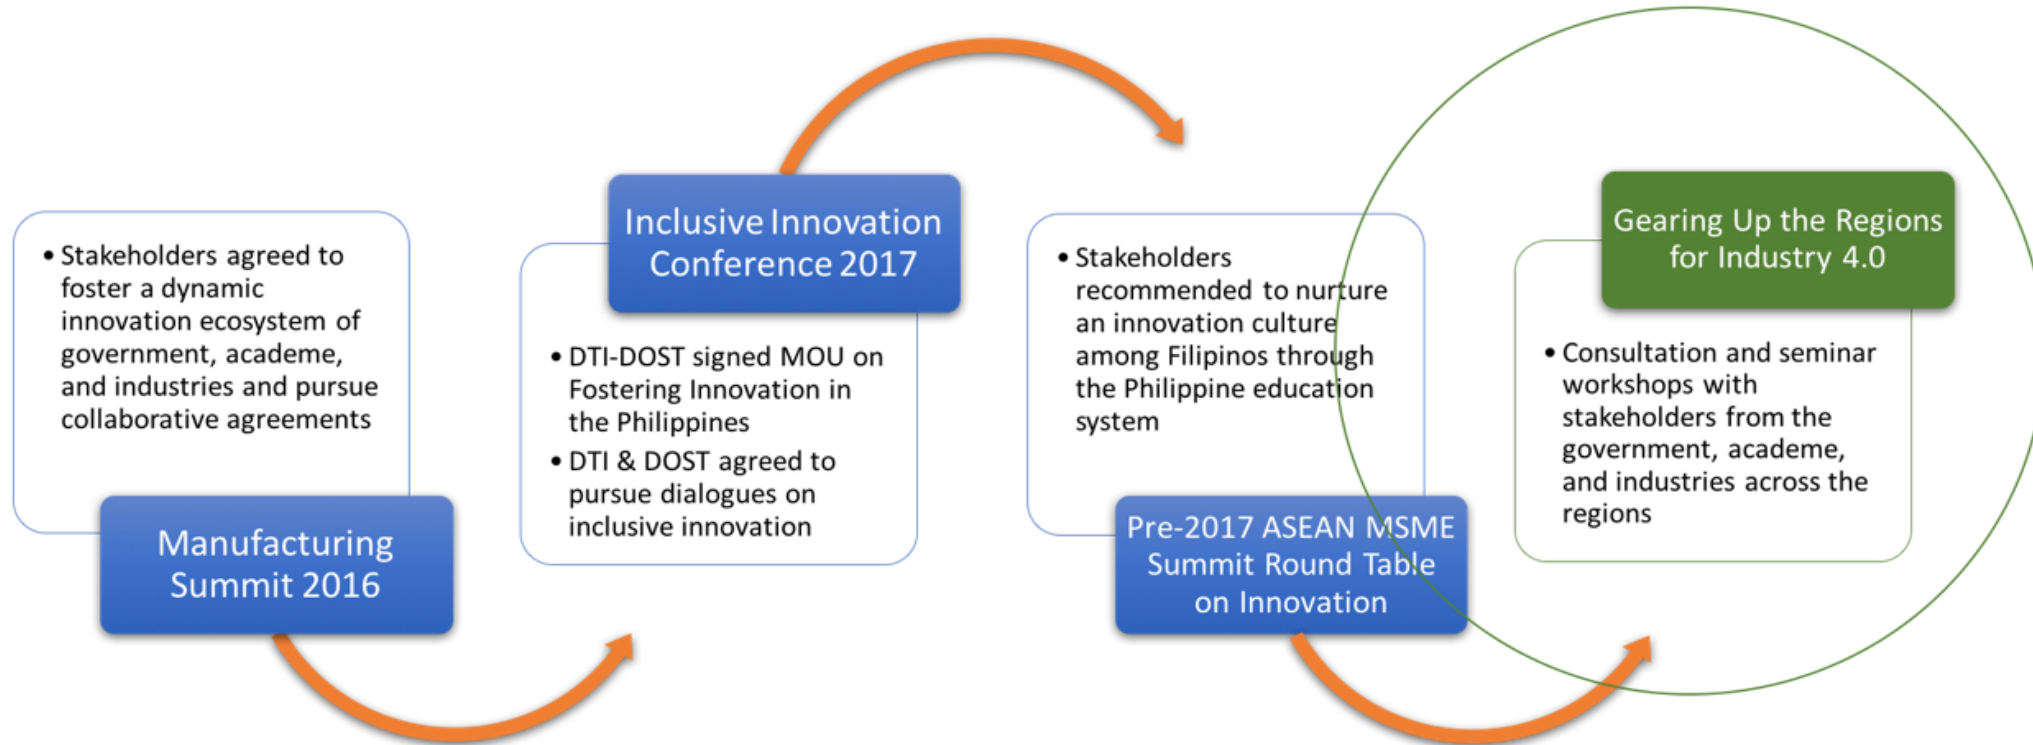 • Stakeholders agreed to
foster a dynamic
innovation ecosystem of
government, academe,
and industries and pursue
collaborative agreements
Manufacturing
Summit 2016
Inclusive Innovation
Conference 2017
• DTI-DOST signed MOU on
Fostering Innovation in
the Philippines
• DTI & DOST agreed to
pursue dialogues on
inclusive innovation
• Stakeholders
recommended to nurture
an innovation culture
among Filipinos through
the Philippine education
system
Pre-2017 ASEAN MSME
Summit Round Table
on Innovation
Gearing Up the Regions
for Industry 4.0
• Consultation and seminar
workshops with
stakeholders from the
government, academe,
and industries across the
regions